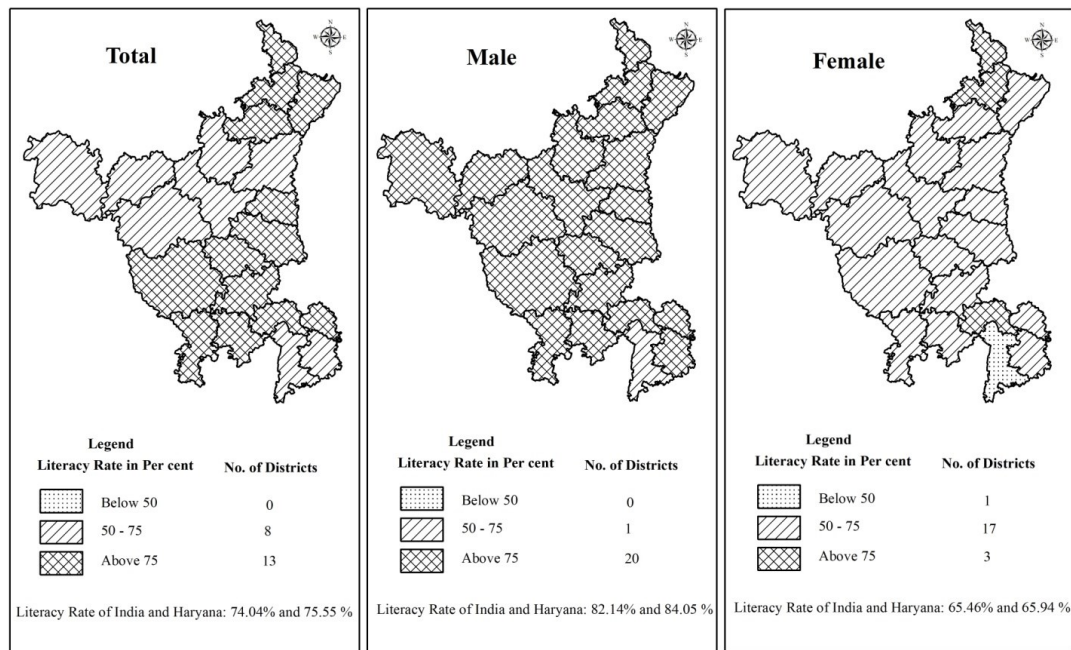 Total
N
W E
S
Legend
Literacy Rate in Per cent No. of Districts
Below 50 0
50 - 75 8
Above 75 13
Literacy Rate of India and Haryana: 74.04% and 75.55 %
Male
N
W E
S
Legend
Literacy Rate in Per cent No. of Districts
Below 50 0
50 - 75 1
Above 75 20
Literacy Rate of India and Haryana: 82.14% and 84.05 %
Female
N
W E
S
Legend
Literacy Rate in Per cent No. of Districts
Below 50 1
50 - 75 17
Above 75 3
Literacy Rate of India and Haryana: 65.46% and 65.94 %